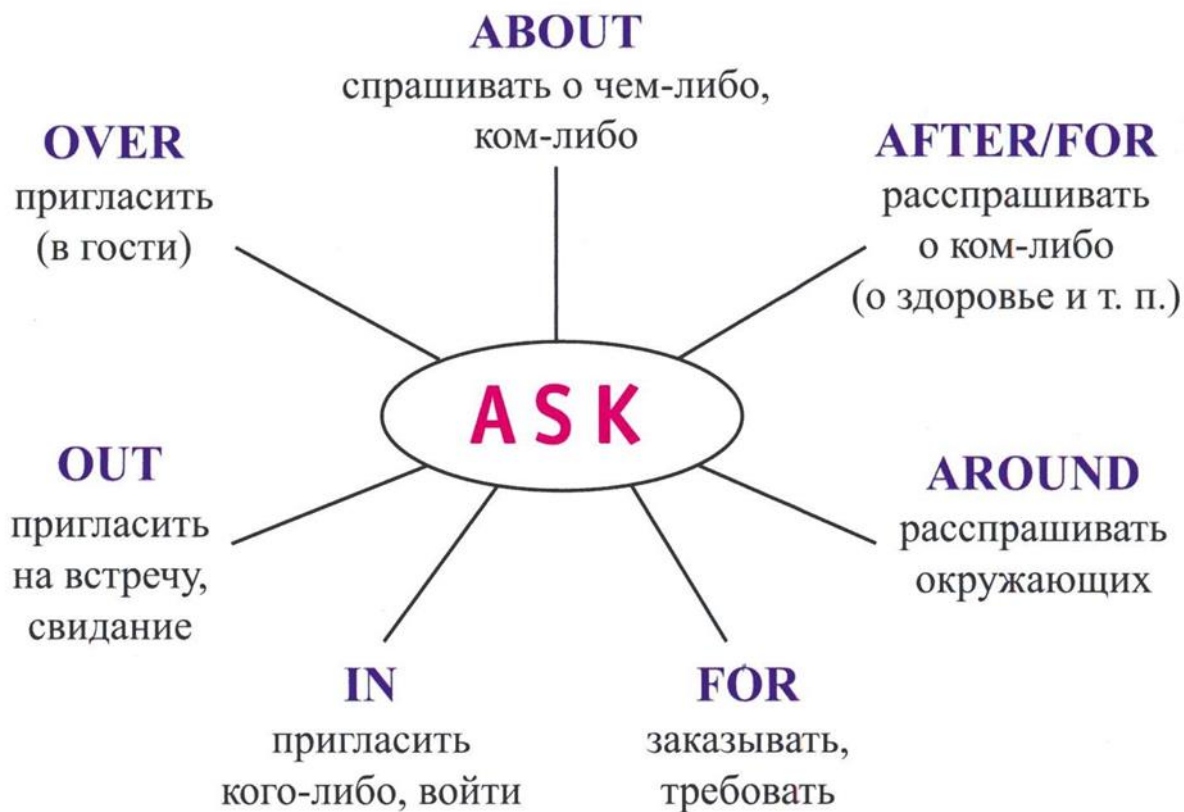 ABOUT
спрашивать о чем-либо,
ком-либо
OVER
пригласить
(в гости)
AFTER/FOR
расспрашивать
о ком-либо
(о здоровье и т. п.)
ASK
OUT
пригласить
на встречу,
свидание
AROUND
расспрашивать
окружающих
IN
пригласить
кого-либо, войти
FOR
заказывать,
требовать